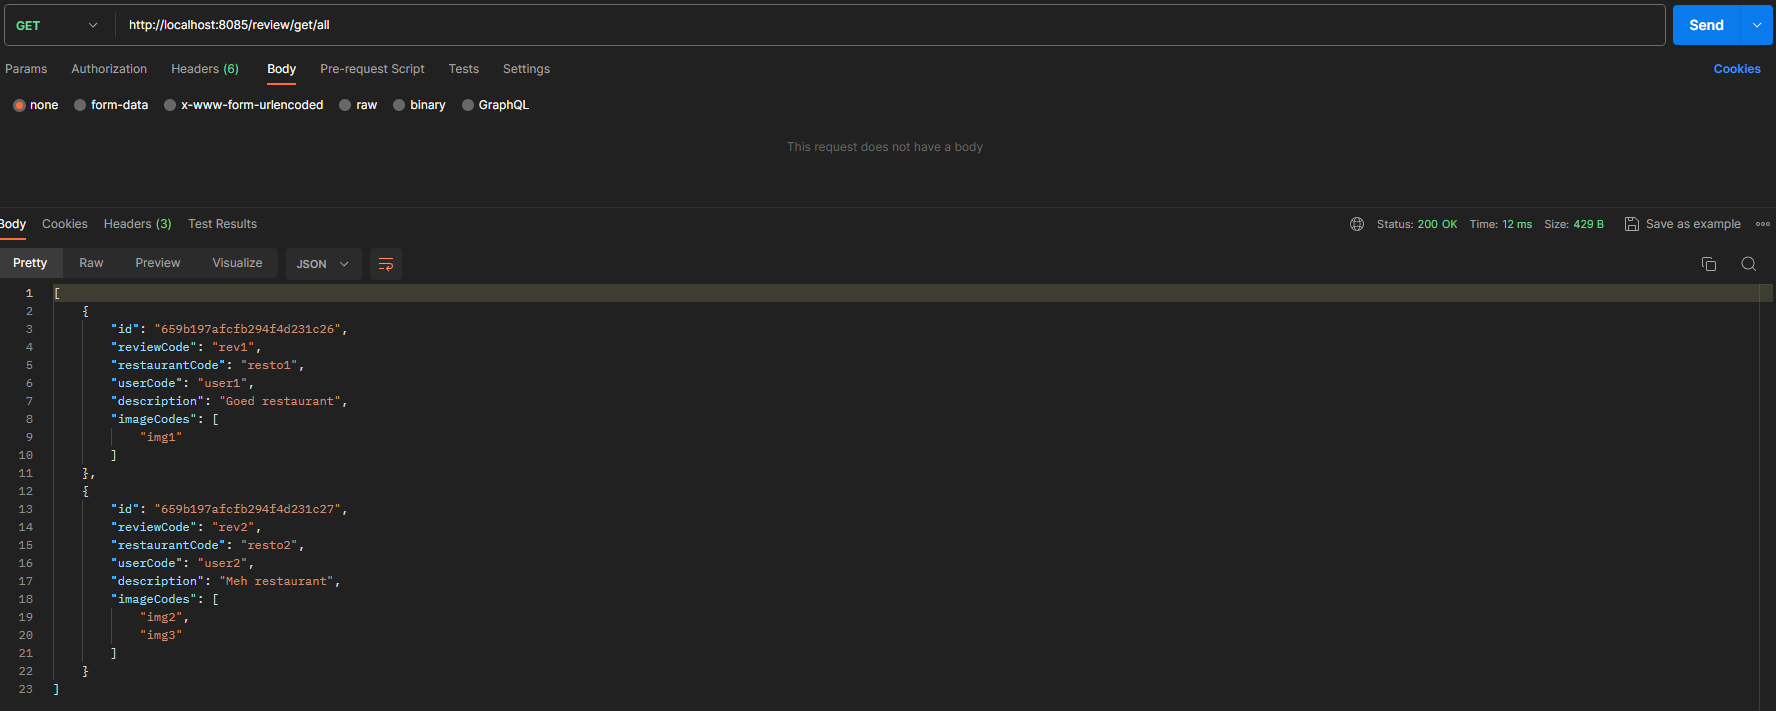 GET http://localhost:8085/review/get/all Send
Params Authorization Headers (6) Body Pre-request Script Tests Settings Cookies
none form-data x-www-form-urlencoded raw binary GraphQL
This request does not have a body
Body Cookies Headers (3) Test Results Status: 200 OK Time: 12 ms Size: 429 B Save as example
Pretty Raw Preview Visualize JSON
1 [
2 {
3 "id": "659b197afcfb294f4d231c26",
4 "reviewCode": "rev1",
5 "restaurantCode": "resto1",
6 "userCode": "user1",
7 "description": "Goed restaurant",
8 "imageCodes": [
9 "img1"
10 ]
11 },
12 {
13 "id": "659b197afcfb294f4d231c27",
14 "reviewCode": "rev2",
15 "restaurantCode": "resto2",
16 "userCode": "user2",
17 "description": "Meh restaurant",
18 "imageCodes": [
19 "img2",
20 "img3"
21 ]
22 }
23 ]